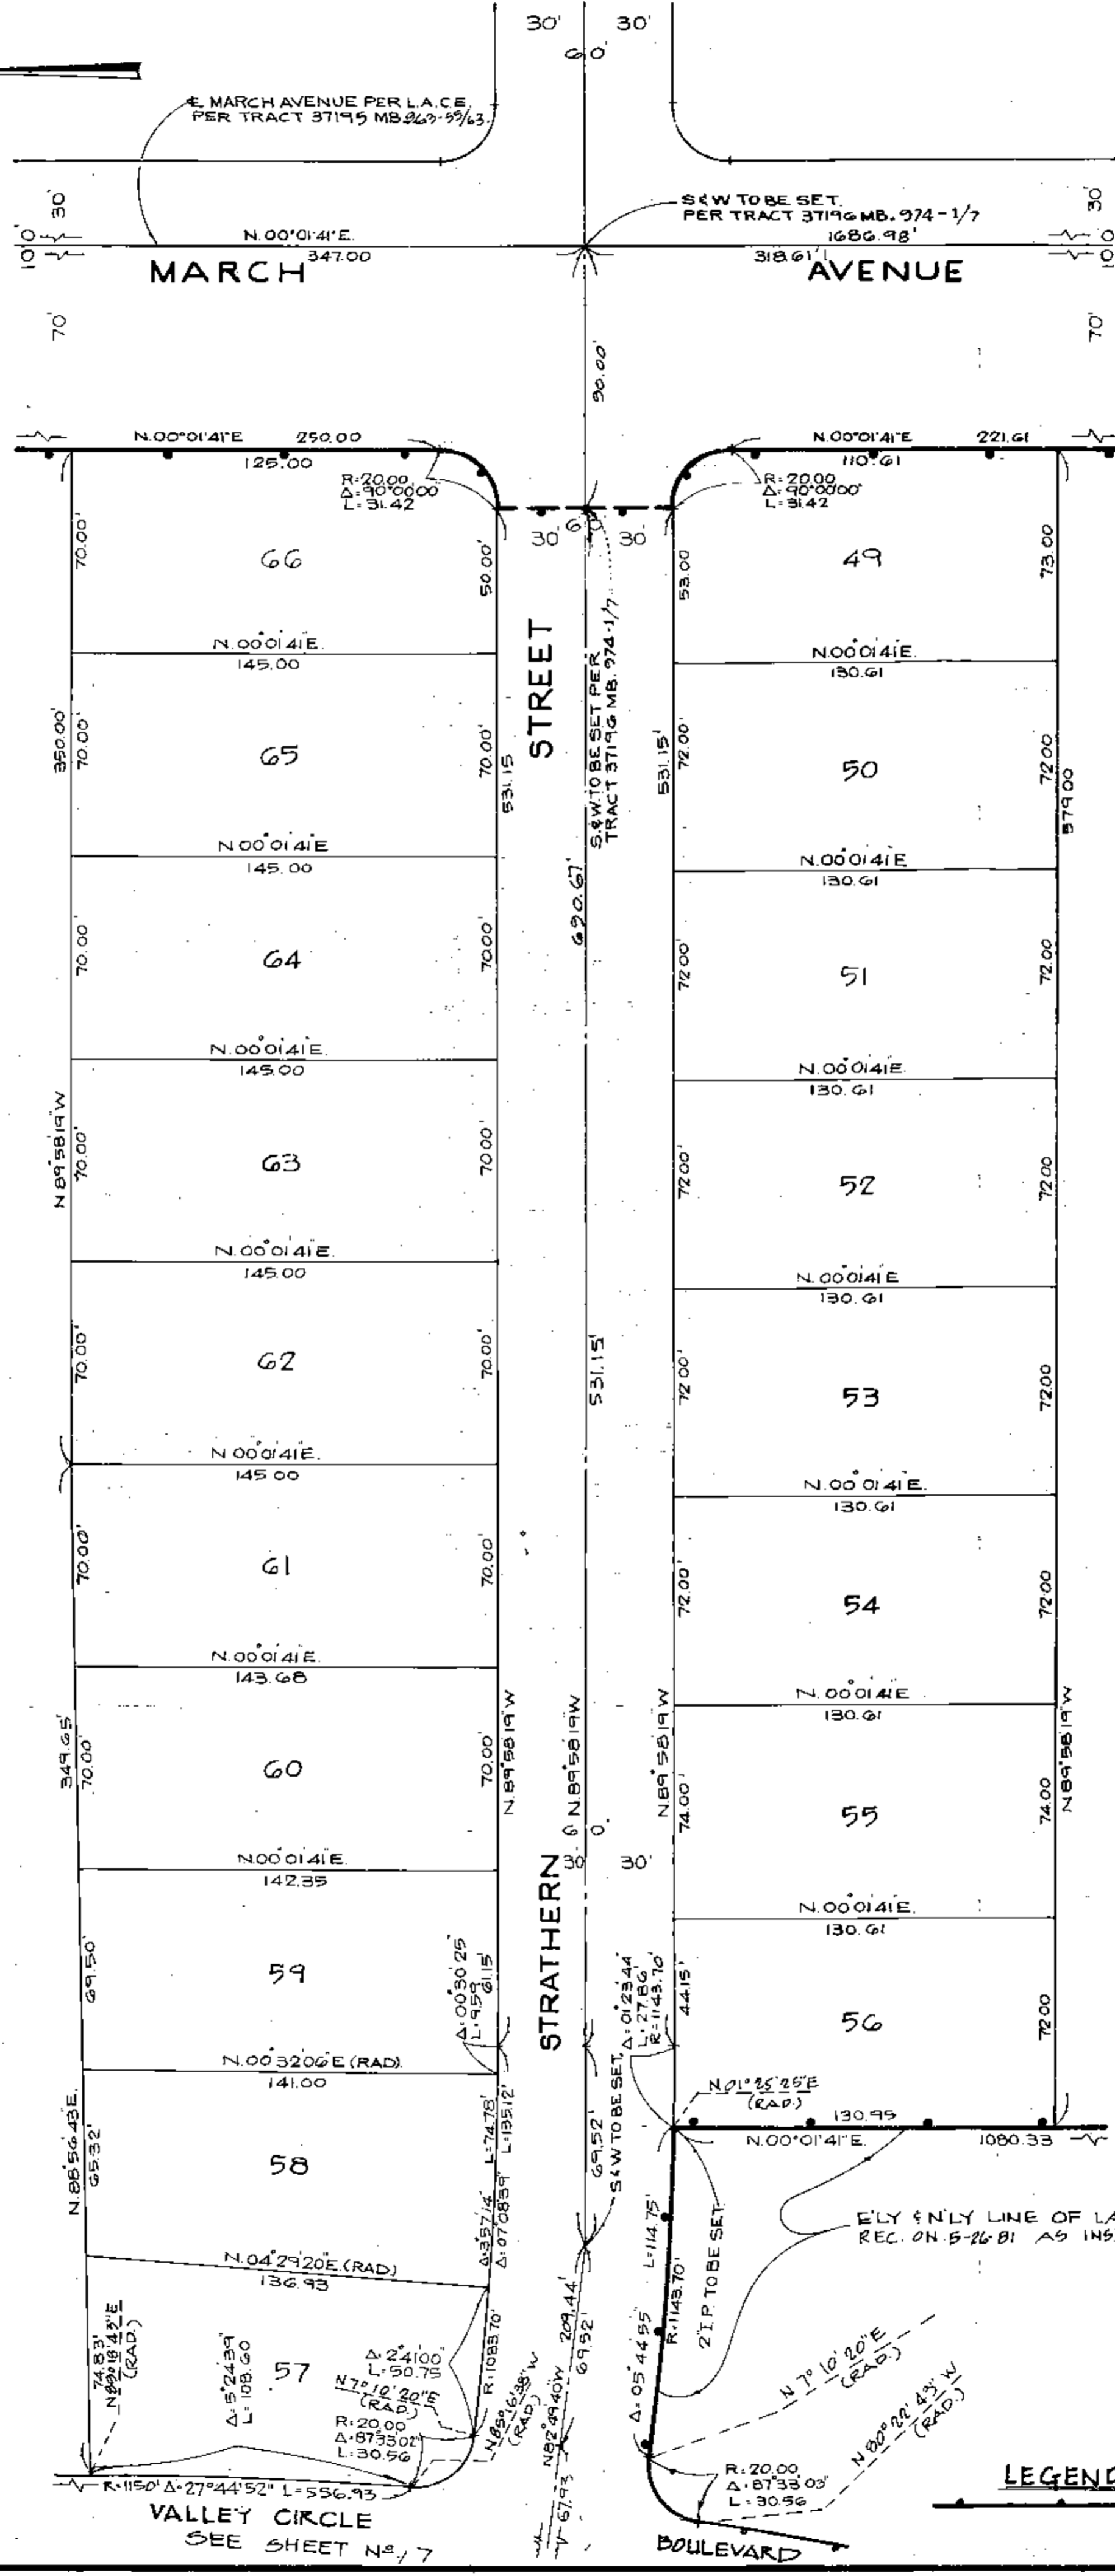 30' 30'
60'
℄ MARCH AVENUE PER L.A.C.E.
PER TRACT 37195 MB 963-55/63.
S&W TO BE SET.
PER TRACT 37196 MB. 974-1/7
30'
100
N.00°01'41"E.
347.00
MARCH
1686.98'
318.61'
AVENUE
30'
100
70'
90.00'
70'
N.00°01'41"E 250.00
125.00
R=20.00
Δ=90°00'00
L=31.42
N.00°01'41"E 221.61
110.61
R=20.00
Δ=90°00'00"
L=31.42
30 60 30
70.00'
66
50.00'
53.00
49
73.00
N.00°01'41"E.
145.00
N.00°01'41"E.
130.61
STREET
S.&W. TO BE SET PER
TRACT 37196 MB. 974-1/7
350.00'
70.00'
65
70.00'
531.15
531.15'
72.00'
50
72.00
579.00
N.00°01'41"E
145.00
N.00°01'41"E
130.61
690.67'
70.00'
64
70.00'
72.00'
51
72.00
N.00°01'41"E.
145.00
N.00°01'41"E.
130.61
N 89°58'19"W
70.00'
63
70.00'
72.00'
52
72.00
N.00°01'41"E.
145.00
N.00°01'41"E
130.61
70.00'
62
70.00'
531.15'
72.00'
53
72.00
N.00°01'41"E.
145.00
N.00°01'41"E.
130.61
70.00'
61
70.00'
72.00'
54
72.00
N.00°01'41"E.
143.68
N.00°01'41"E
130.61
349.65'
70.00'
60
70.00'
N.89°58'19"W
N.89°58'19W
N.89°58'19"W
74.00'
55
74.00
N.89°58'19"W
60
30 30'
N.00°01'41"E.
142.35
N.00°01'41"E.
130.61
STRATHERN
69.50'
59
Δ=00°30'25"
L=9.59
61.15'
Δ=01°23'44"
L=27.86'
R=1143.70'
44.15'
56
72.00
N.00°32'06"E (RAD).
141.00
S&W TO BE SET.
N.01°25'25"E
(RAD.)
130.95
N.00°01'41"E.
1080.33
N.88°56'43E.
65.32'
58
Δ=3°57'14"
L=74.78'
Δ=07°08'39"
L=135.12'
69.52'
E'LY & N'LY LINE OF LA
REC. ON 5-26-81 AS INS
N.04°29'20"E.(RAD)
136.93
L=114.75'
R=1143.70'
2" I.P. TO BE SET.
Δ=05°44'55"
74.83'
(RAD.)
57
Δ=5°24'39"
L=108.60
Δ=2°41'00"
L=50.75
N7°10'20"E
(RAD.)
R=20.00
Δ=87°33'02"
L=30.56
R=1083.70'
(RAD.)
209.44'
69.52'
N82°49'40W
67.93
N 7°10'20"E
(RAD.)
N 80°22'43" W
(RAD.)
R=20.00
Δ=87°33'03"
L=30.56
R=1150' Δ=27°44'52" L=556.93
LEGEND
VALLEY CIRCLE
SEE SHEET Nº 7
BOULEVARD